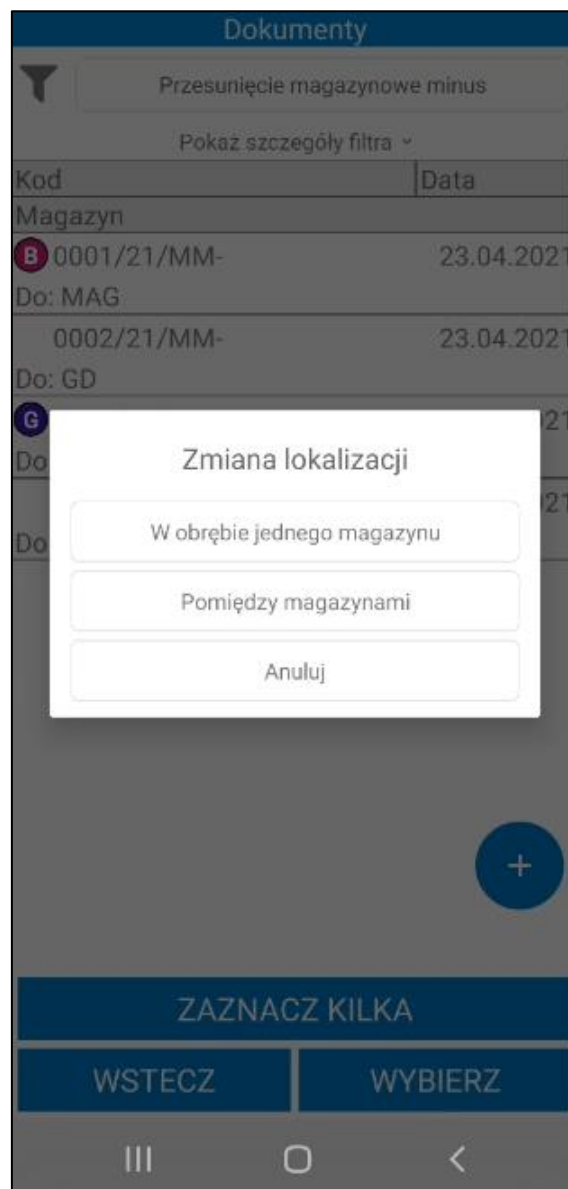 Dokumenty
Przesunięcie magazynowe minus
Pokaż szczegóły filtra
Kod Data
Magazyn
B 0001/21/MM- 23.04.2021
Do: MAG
0002/21/MM- 23.04.2021
Do: GD
G 21
Do
Zmiana lokalizacji
21
Do
W obrębie jednego magazynu
Pomiędzy magazynami
Anuluj
+
ZAZNACZ KILKA
WSTECZ WYBIERZ